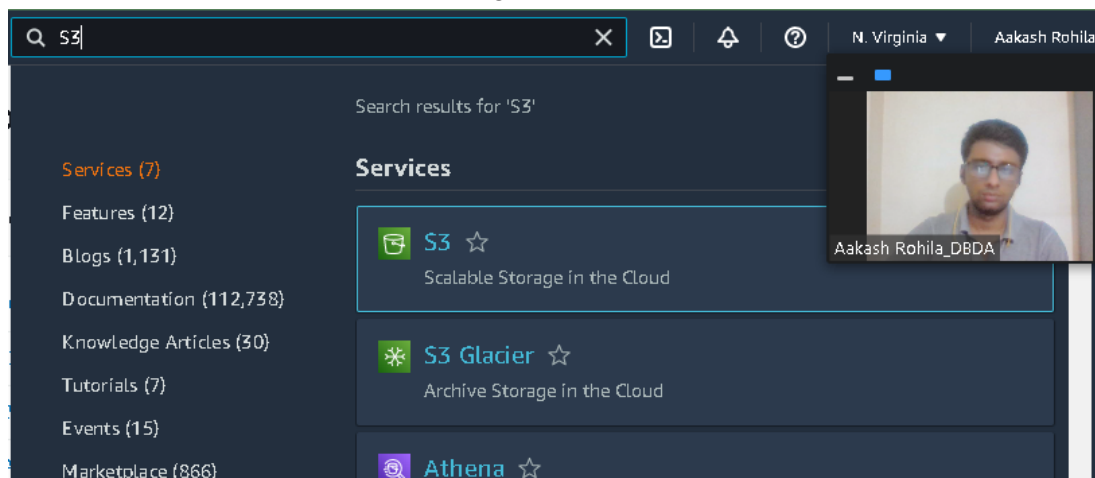 S3
N. Virginia ▼
Aakash Rohila
Search results for 'S3'
Services (7)
Features (12)
Blogs (1,131)
Documentation (112,738)
Knowledge Articles (30)
Tutorials (7)
Events (15)
Marketplace (866)
Services
S3
Scalable Storage in the Cloud
S3 Glacier
Archive Storage in the Cloud
Athena
Aakash Rohila_DBDA